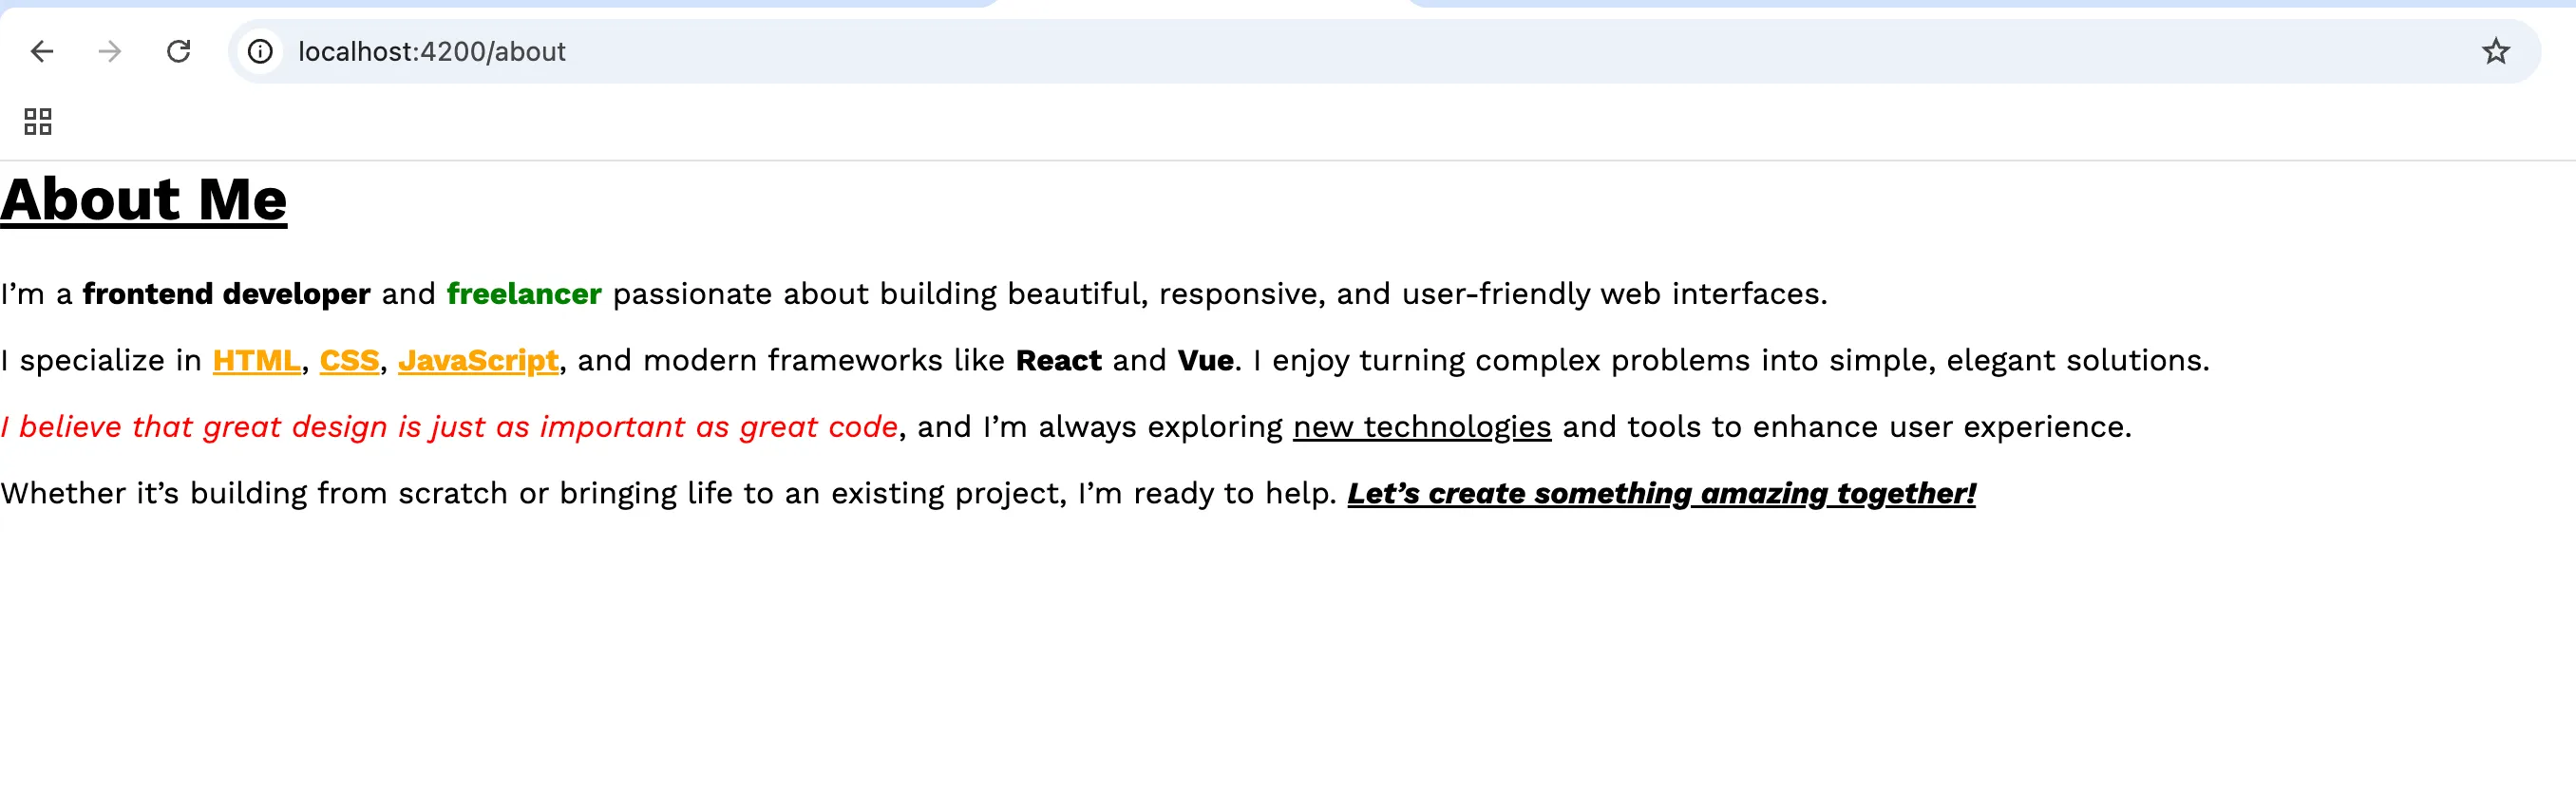 localhost:4200/about
About Me
I’m a frontend developer and freelancer passionate about building beautiful, responsive, and user-friendly web interfaces.
I specialize in HTML, CSS, JavaScript, and modern frameworks like React and Vue. I enjoy turning complex problems into simple, elegant solutions.
I believe that great design is just as important as great code, and I’m always exploring new technologies and tools to enhance user experience.
Whether it’s building from scratch or bringing life to an existing project, I’m ready to help. Let’s create something amazing together!